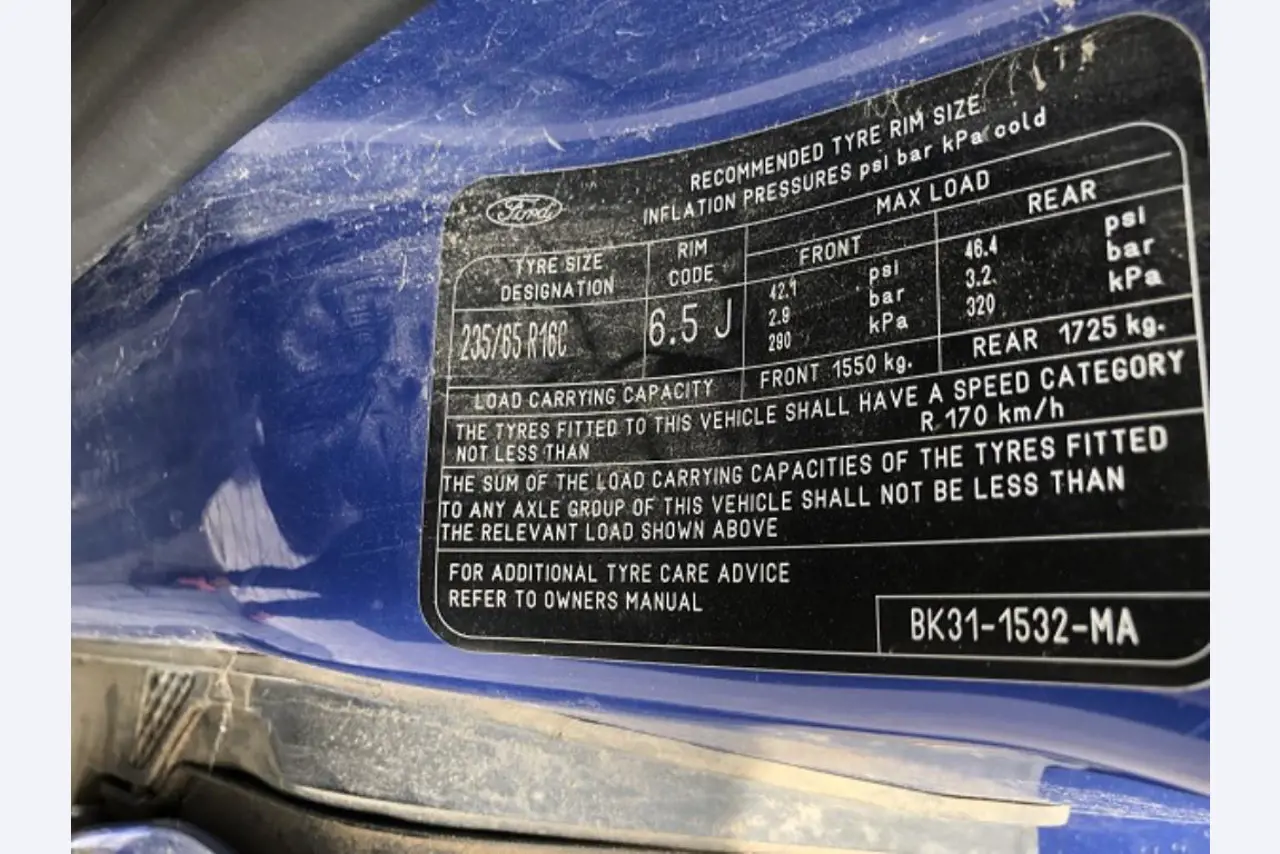 Ford
RECOMMENDED TYRE RIM SIZE
INFLATION PRESSURES psi bar kPa cold
TYRE SIZE DESIGNATION
RIM CODE
MAX LOAD
FRONT
REAR
235/65 R16C
6.5 J
42.1 psi
2.9 bar
290 kPa
46.4 psi
3.2 bar
320 kPa
LOAD CARRYING CAPACITY
FRONT 1550 kg.
REAR 1725 kg.
THE TYRES FITTED TO THIS VEHICLE SHALL HAVE A SPEED CATEGORY
NOT LESS THAN R 170 km/h
THE SUM OF THE LOAD CARRYING CAPACITIES OF THE TYRES FITTED
TO ANY AXLE GROUP OF THIS VEHICLE SHALL NOT BE LESS THAN
THE RELEVANT LOAD SHOWN ABOVE
FOR ADDITIONAL TYRE CARE ADVICE
REFER TO OWNERS MANUAL
BK31-1532-MA